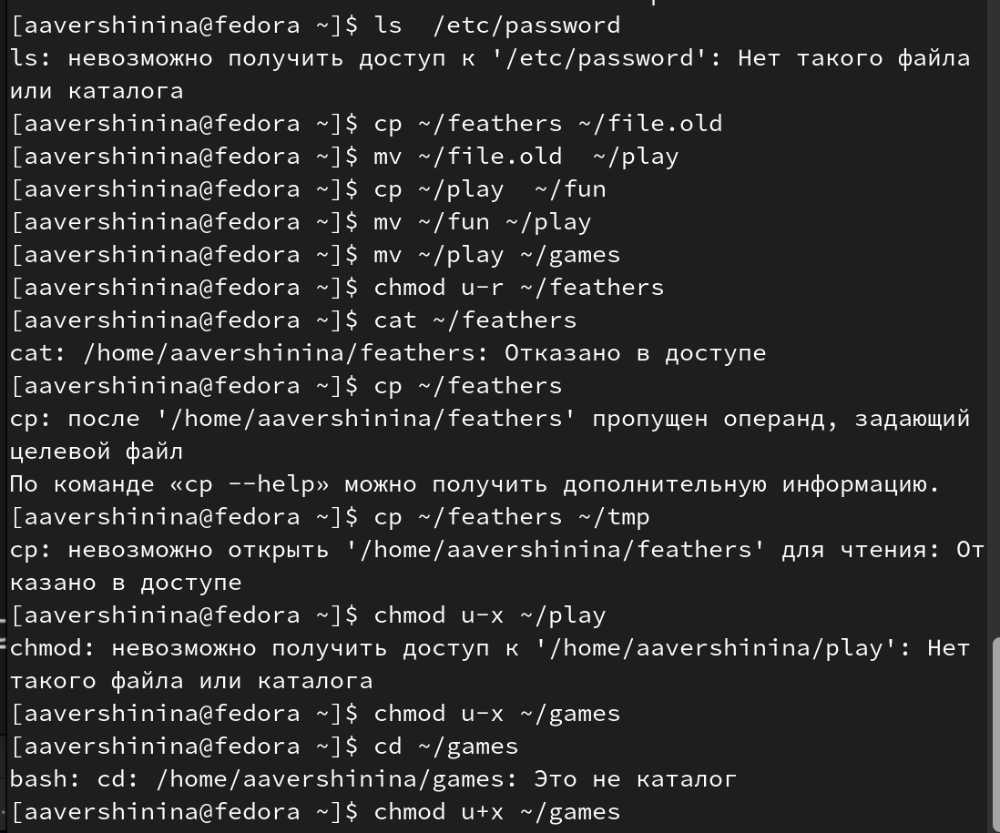 [aavershinina@fedora ~]$ ls  /etc/password
ls: невозможно получить доступ к '/etc/password': Нет такого файла
или каталога
[aavershinina@fedora ~]$ cp ~/feathers ~/file.old
[aavershinina@fedora ~]$ mv ~/file.old  ~/play
[aavershinina@fedora ~]$ cp ~/play  ~/fun
[aavershinina@fedora ~]$ mv ~/fun ~/play
[aavershinina@fedora ~]$ mv ~/play ~/games
[aavershinina@fedora ~]$ chmod u-r ~/feathers
[aavershinina@fedora ~]$ cat ~/feathers
cat: /home/aavershinina/feathers: Отказано в доступе
[aavershinina@fedora ~]$ cp ~/feathers
cp: после '/home/aavershinina/feathers' пропущен операнд, задающий
целевой файл
По команде «cp --help» можно получить дополнительную информацию.
[aavershinina@fedora ~]$ cp ~/feathers ~/tmp
cp: невозможно открыть '/home/aavershinina/feathers' для чтения: От
казано в доступе
[aavershinina@fedora ~]$ chmod u-x ~/play
chmod: невозможно получить доступ к '/home/aavershinina/play': Нет
такого файла или каталога
[aavershinina@fedora ~]$ chmod u-x ~/games
[aavershinina@fedora ~]$ cd ~/games
bash: cd: /home/aavershinina/games: Это не каталог
[aavershinina@fedora ~]$ chmod u+x ~/games